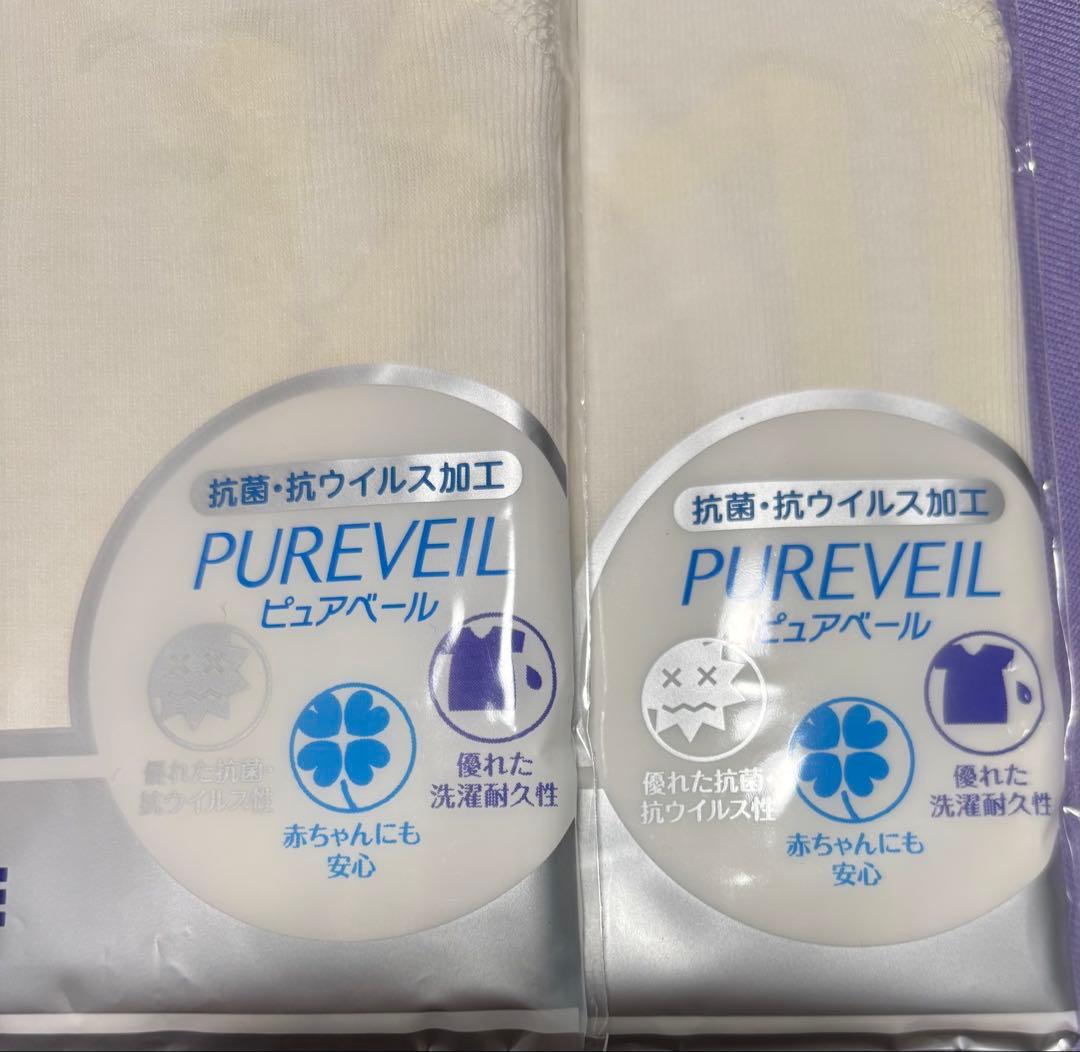 抗菌・抗ウイルス加工
PUREVEIL
ピュアベール
優れた抗菌・
抗ウイルス性
赤ちゃんにも
安心
優れた
洗濯耐久性
抗菌・抗ウイルス加工
PUREVEIL
ピュアベール
優れた抗菌・
抗ウイルス性
赤ちゃんにも
安心
優れた
洗濯耐久性